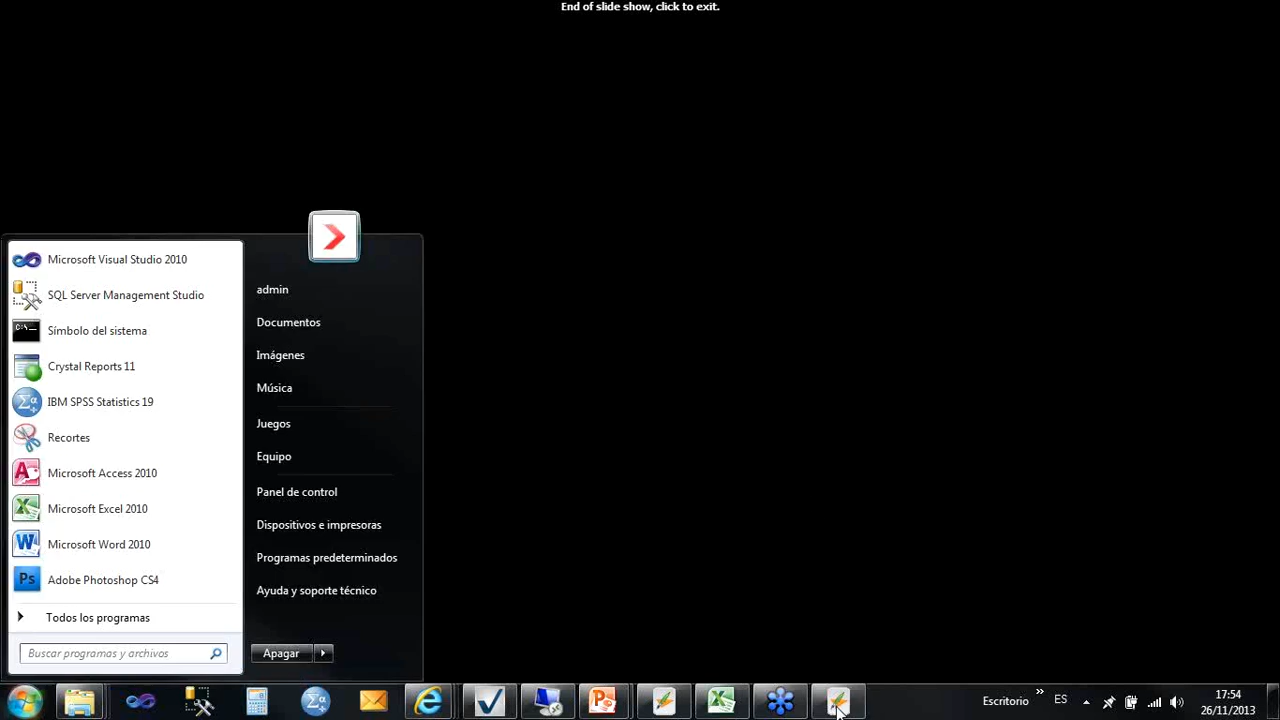 End of slide show, click to exit.
Microsoft Visual Studio 2010
SQL Server Management Studio
C:\
Símbolo del sistema
Crystal Reports 11
IBM SPSS Statistics 19
Recortes
Microsoft Access 2010
Microsoft Excel 2010
Microsoft Word 2010
Ps
Adobe Photoshop CS4
Todos los programas
Buscar programas y archivos
admin
Documentos
Imágenes
Música
Juegos
Equipo
Panel de control
Dispositivos e impresoras
Programas predeterminados
Ayuda y soporte técnico
Apagar
Escritorio
ES
17:54
26/11/2013